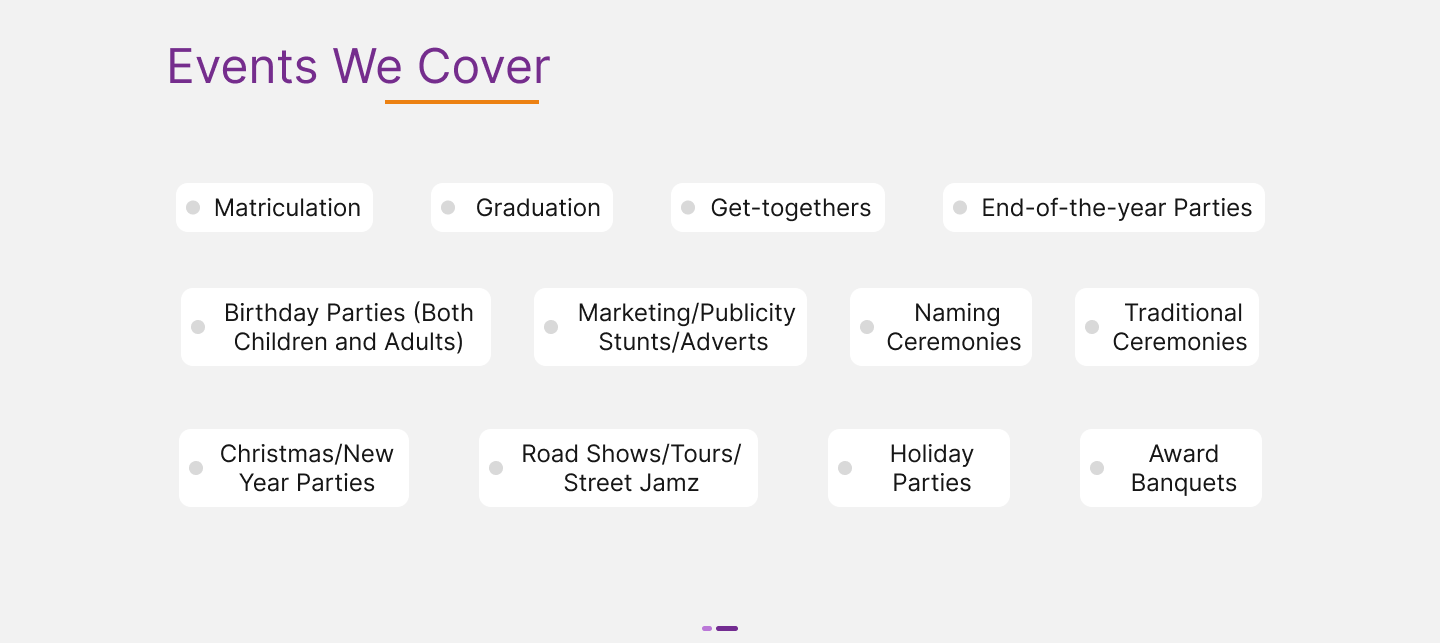 Events We Cover
Matriculation
Graduation
Get-togethers
End-of-the-year Parties
Birthday Parties (Both
Children and Adults)
Marketing/Publicity
Stunts/Adverts
Naming
Ceremonies
Traditional
Ceremonies
Christmas/New
Year Parties
Road Shows/Tours/
Street Jamz
Holiday
Parties
Award
Banquets